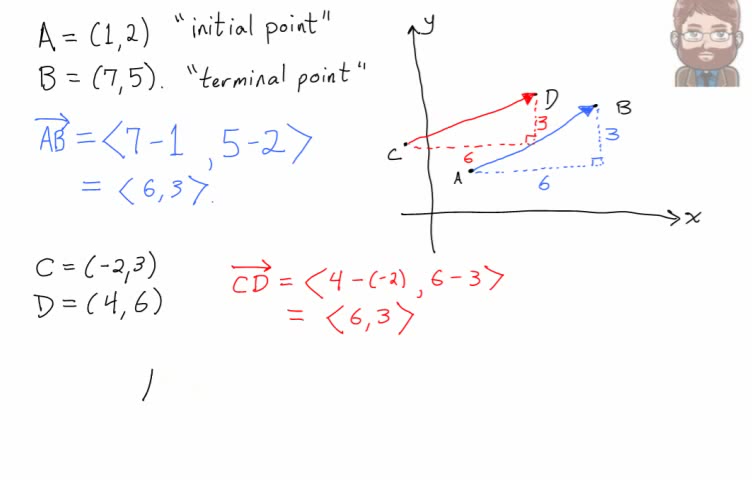 A = (1,2) "initial point"
B = (7,5). "terminal point"
AB = <7-1, 5-2>
= <6,3>.
C = (-2,3)
D = (4,6)
CD = <4-(-2), 6-3>
= <6,3>
y
D
B
3
3
C
6
A
6
x